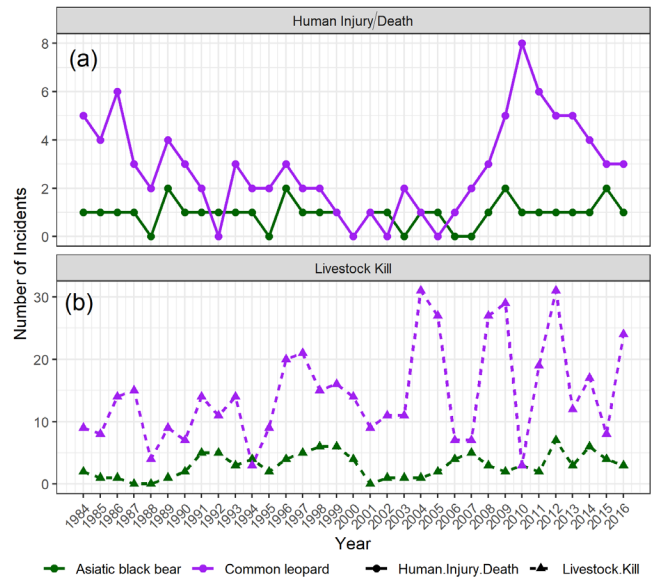 Human Injury/Death
(a)
8
6
4
2
0
Number of Incidents
Livestock Kill
(b)
30
20
10
0
1984 1985 1986 1987 1988 1989 1990 1991 1992 1993 1994 1995 1996 1997 1998 1999 2000 2001 2002 2003 2004 2005 2006 2007 2008 2009 2010 2011 2012 2013 2014 2015 2016
Year
Asiatic black bear Common leopard Human.Injury.Death Livestock.Kill